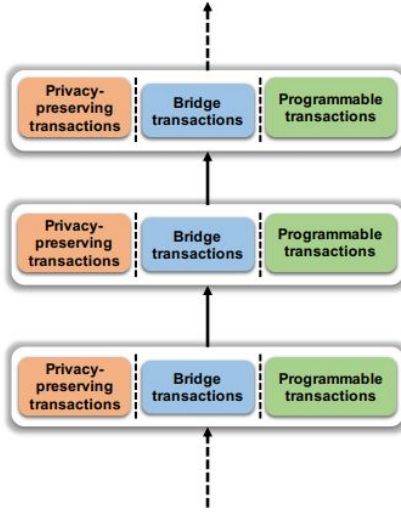 Privacy-
preserving
transactions
Bridge
transactions
Programmable
transactions
Privacy-
preserving
transactions
Bridge
transactions
Programmable
transactions
Privacy-
preserving
transactions
Bridge
transactions
Programmable
transactions